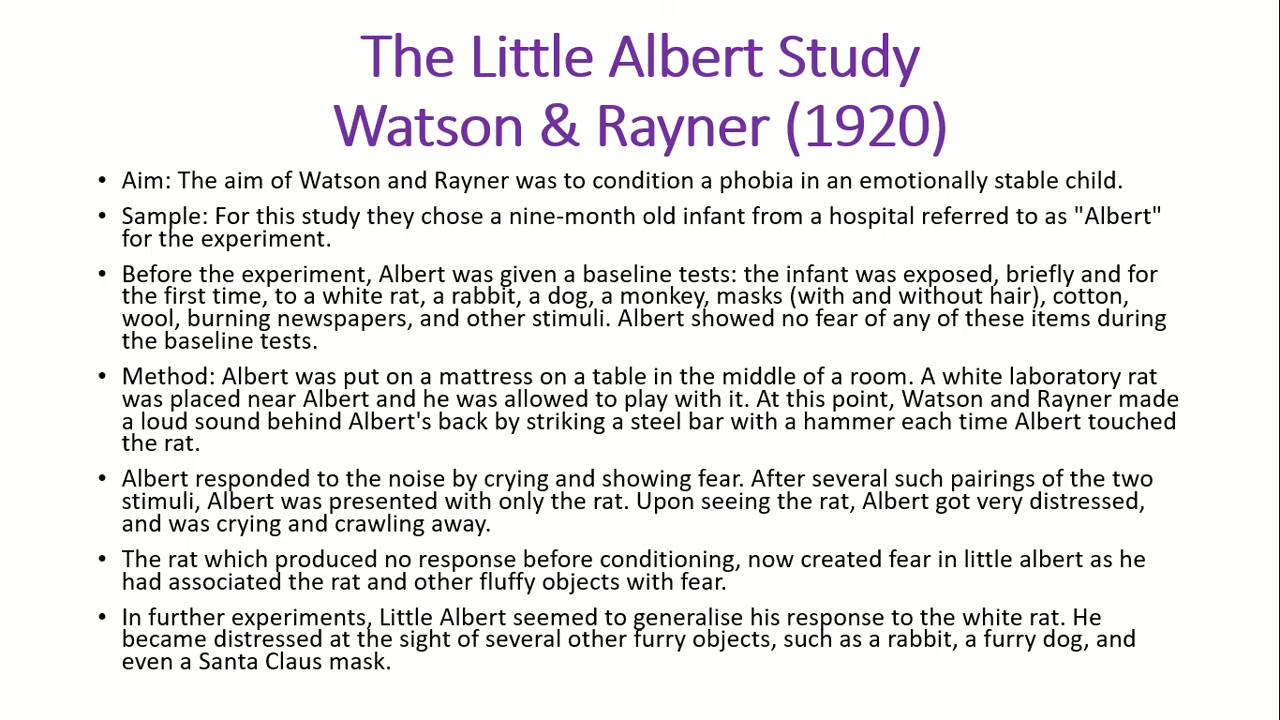 The Little Albert Study
Watson & Rayner (1920)
• Aim: The aim of Watson and Rayner was to condition a phobia in an emotionally stable child.
• Sample: For this study they chose a nine-month old infant from a hospital referred to as "Albert"
for the experiment.
• Before the experiment, Albert was given a baseline tests: the infant was exposed, briefly and for
the first time, to a white rat, a rabbit, a dog, a monkey, masks (with and without hair), cotton,
wool, burning newspapers, and other stimuli. Albert showed no fear of any of these items during
the baseline tests.
• Method: Albert was put on a mattress on a table in the middle of a room. A white laboratory rat
was placed near Albert and he was allowed to play with it. At this point, Watson and Rayner made
a loud sound behind Albert's back by striking a steel bar with a hammer each time Albert touched
the rat.
• Albert responded to the noise by crying and showing fear. After several such pairings of the two
stimuli, Albert was presented with only the rat. Upon seeing the rat, Albert got very distressed,
and was crying and crawling away.
• The rat which produced no response before conditioning, now created fear in little albert as he
had associated the rat and other fluffy objects with fear.
• In further experiments, Little Albert seemed to generalise his response to the white rat. He
became distressed at the sight of several other furry objects, such as a rabbit, a furry dog, and
even a Santa Claus mask.